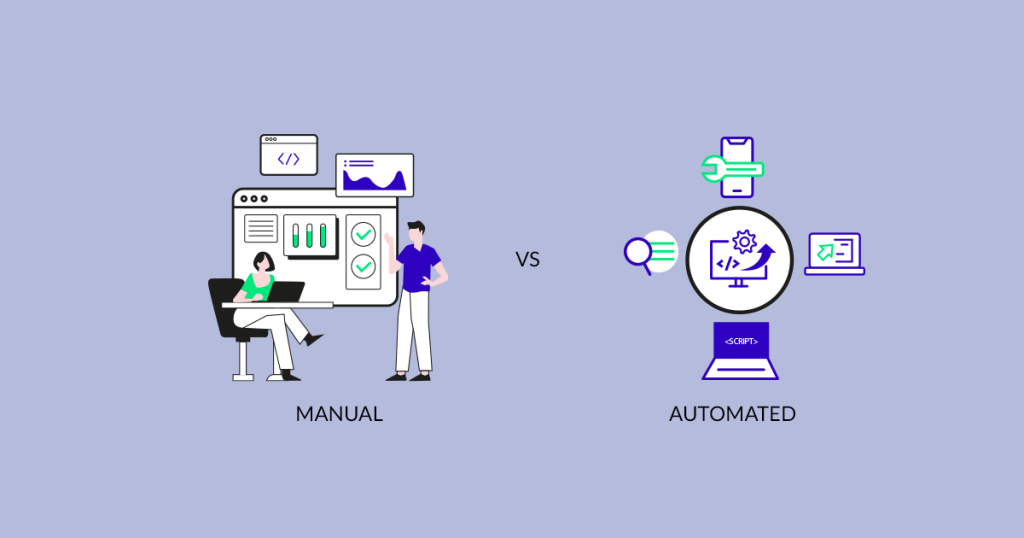 </>
VS
</>
<SCRIPT>
MANUAL
AUTOMATED